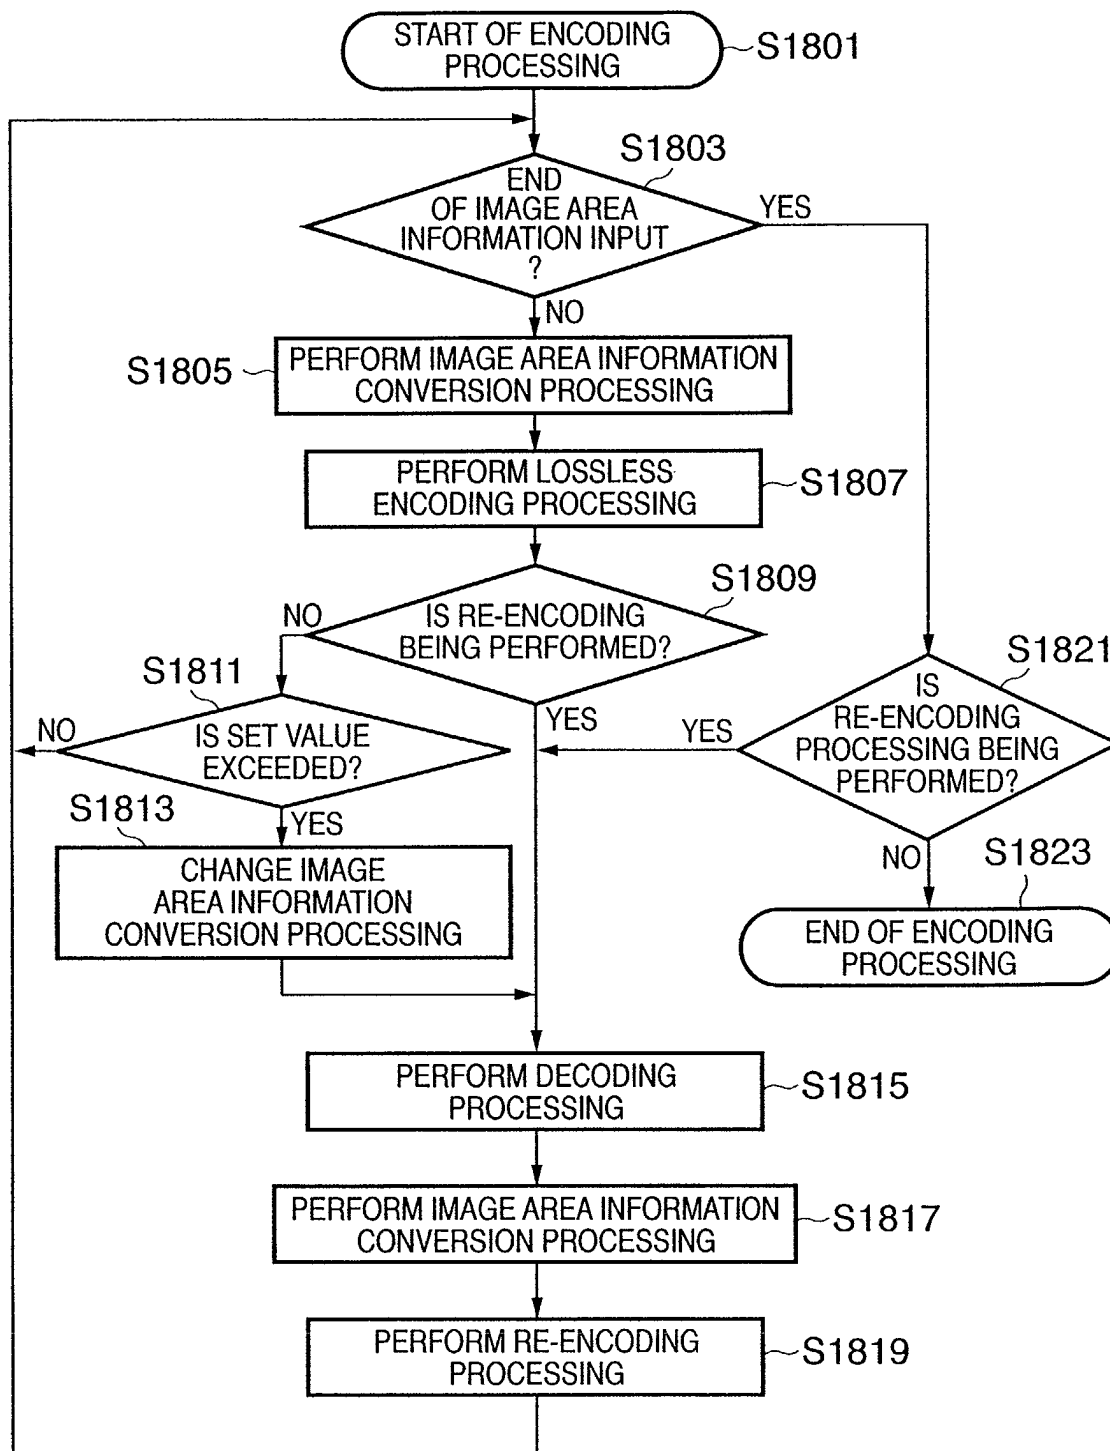 START OF ENCODING
PROCESSING
S1801
S1803
END
OF IMAGE AREA
INFORMATION INPUT
?
YES
NO
S1805
PERFORM IMAGE AREA INFORMATION
CONVERSION PROCESSING
PERFORM LOSSLESS
ENCODING PROCESSING
S1807
S1809
NO
IS RE-ENCODING
BEING PERFORMED?
YES
S1811
NO
IS SET VALUE
EXCEEDED?
YES
S1821
YES
IS
RE-ENCODING
PROCESSING BEING
PERFORMED?
NO
S1813
CHANGE IMAGE
AREA INFORMATION
CONVERSION PROCESSING
S1823
END OF ENCODING
PROCESSING
PERFORM DECODING
PROCESSING
S1815
PERFORM IMAGE AREA INFORMATION
CONVERSION PROCESSING
S1817
PERFORM RE-ENCODING
PROCESSING
S1819